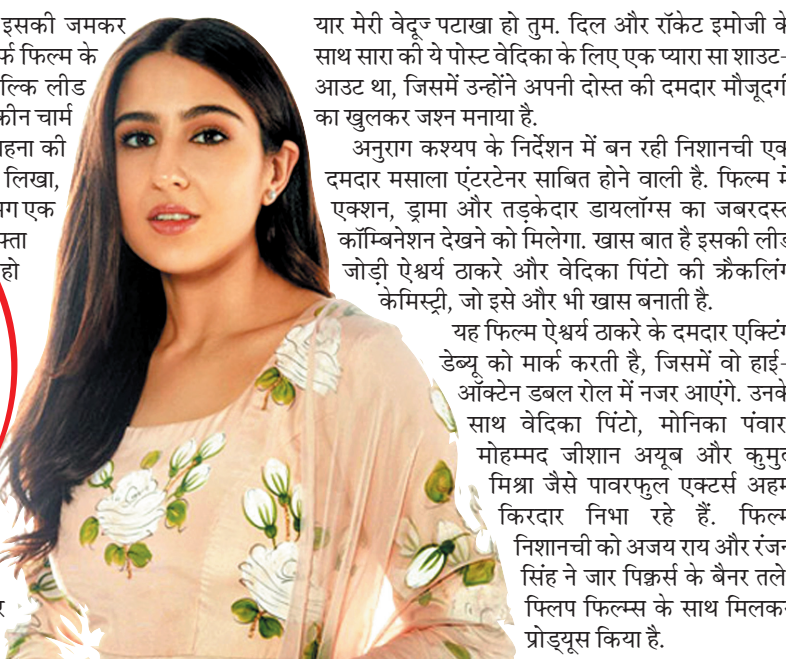 इसकी जमकर
र्फ फिल्म के
ल्कि लीड
क्रीन चार्म
ाहना की
लिखा,
एक
फ्ता
हो
र
यार मेरी वेदूज पटाखा हो तुम. दिल और रॉकेट इमोजी के
साथ सारा की ये पोस्ट वेदिका के लिए एक प्यारा सा शाउट-
आउट था, जिसमें उन्होंने अपनी दोस्त की दमदार मौजूदगी
का खुलकर जश्न मनाया है.
अनुराग कश्यप के निर्देशन में बन रही निशानची एक
दमदार मसाला एंटरटेनर साबित होने वाली है. फिल्म में
एक्शन, ड्रामा और तड़केदार डायलॉग्स का जबरदस्त
कॉम्बिनेशन देखने को मिलेगा. खास बात है इसकी लीड
जोड़ी ऐश्वर्य ठाकरे और वेदिका पिंटो की क्रैकलिंग
केमिस्ट्री, जो इसे और भी खास बनाती है.
यह फिल्म ऐश्वर्य ठाकरे के दमदार एक्टिंग
डेब्यू को मार्क करती है, जिसमें वो हाई-
ऑक्टेन डबल रोल में नजर आएंगे. उनके
साथ वेदिका पिंटो, मोनिका पंवार
मोहम्मद जीशान अयूब और कुमुद
मिश्रा जैसे पावरफुल एक्टर्स अहम
किरदार निभा रहे हैं. फिल्म
निशानची को अजय राय और रंजन
सिंह ने जार पिक्चर्स के बैनर तले,
फ्लिप फिल्म्स के साथ मिलकर
प्रोड्यूस किया है.